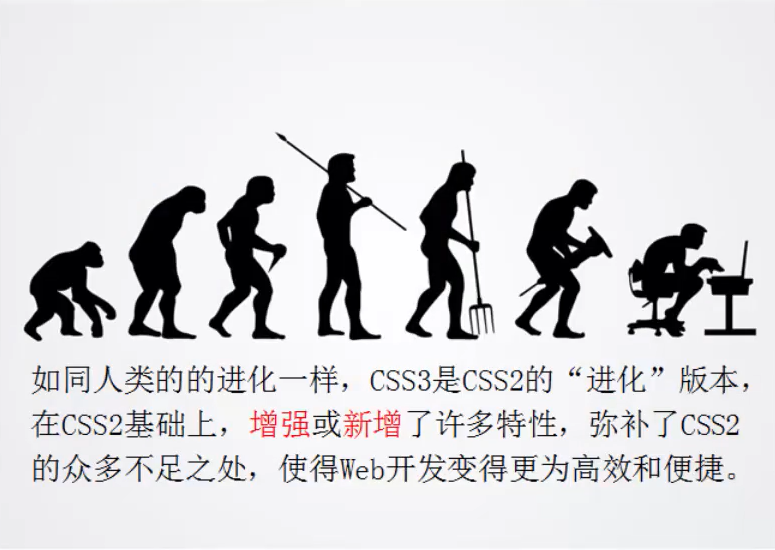 如同人类的的进化一样，CSS3是CSS2的“进化”版本，
在CSS2基础上，增强或新增了许多特性，弥补了CSS2
的众多不足之处，使得Web开发变得更为高效和便捷。